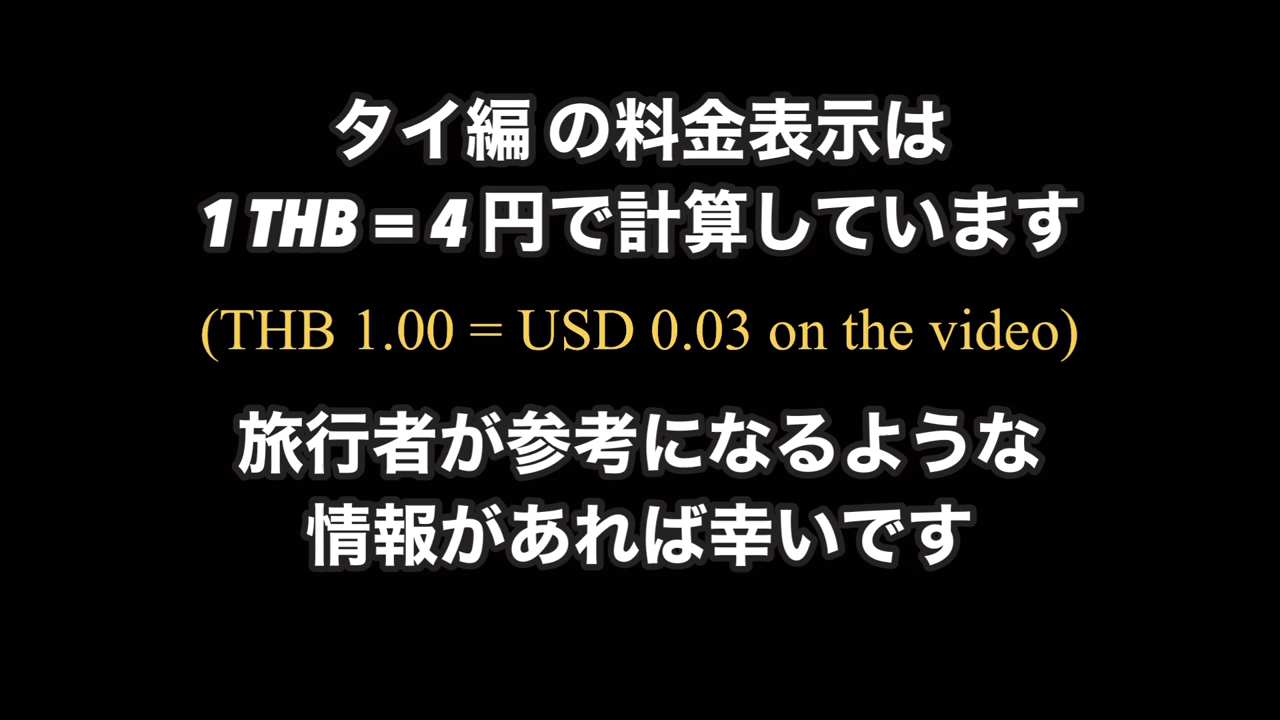 タイ編 の料金表示は
1 THB = 4 円で計算しています
(THB 1.00 = USD 0.03 on the video)
旅行者が参考になるような
情報があれば幸いです